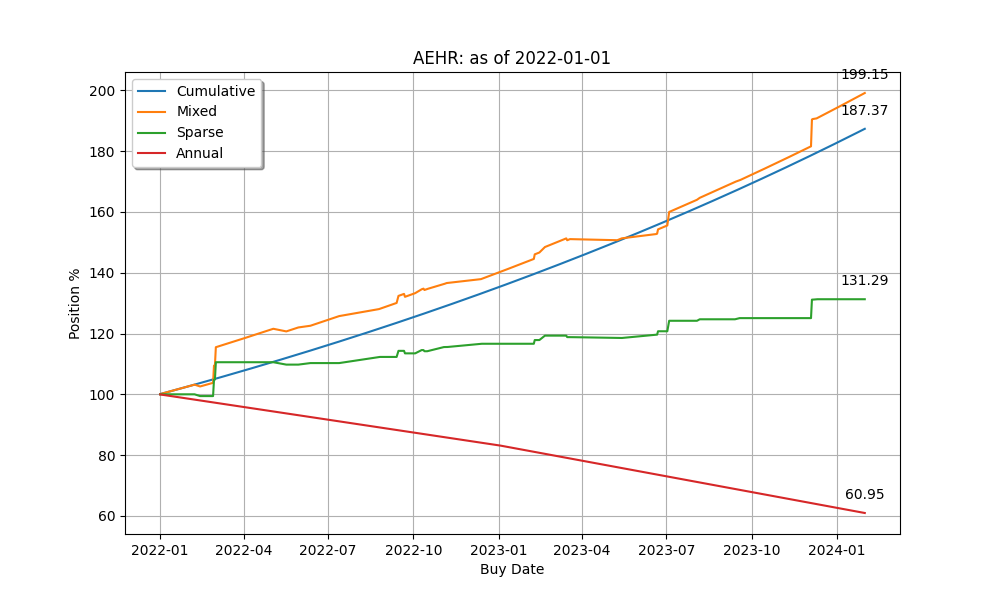 AEHR: as of 2022-01-01
199.15
187.37
131.29
60.95
Cumulative
Mixed
Sparse
Annual
Position %
200
180
160
140
120
100
80
60
2022-01 2022-04 2022-07 2022-10 2023-01 2023-04 2023-07 2023-10 2024-01
Buy Date